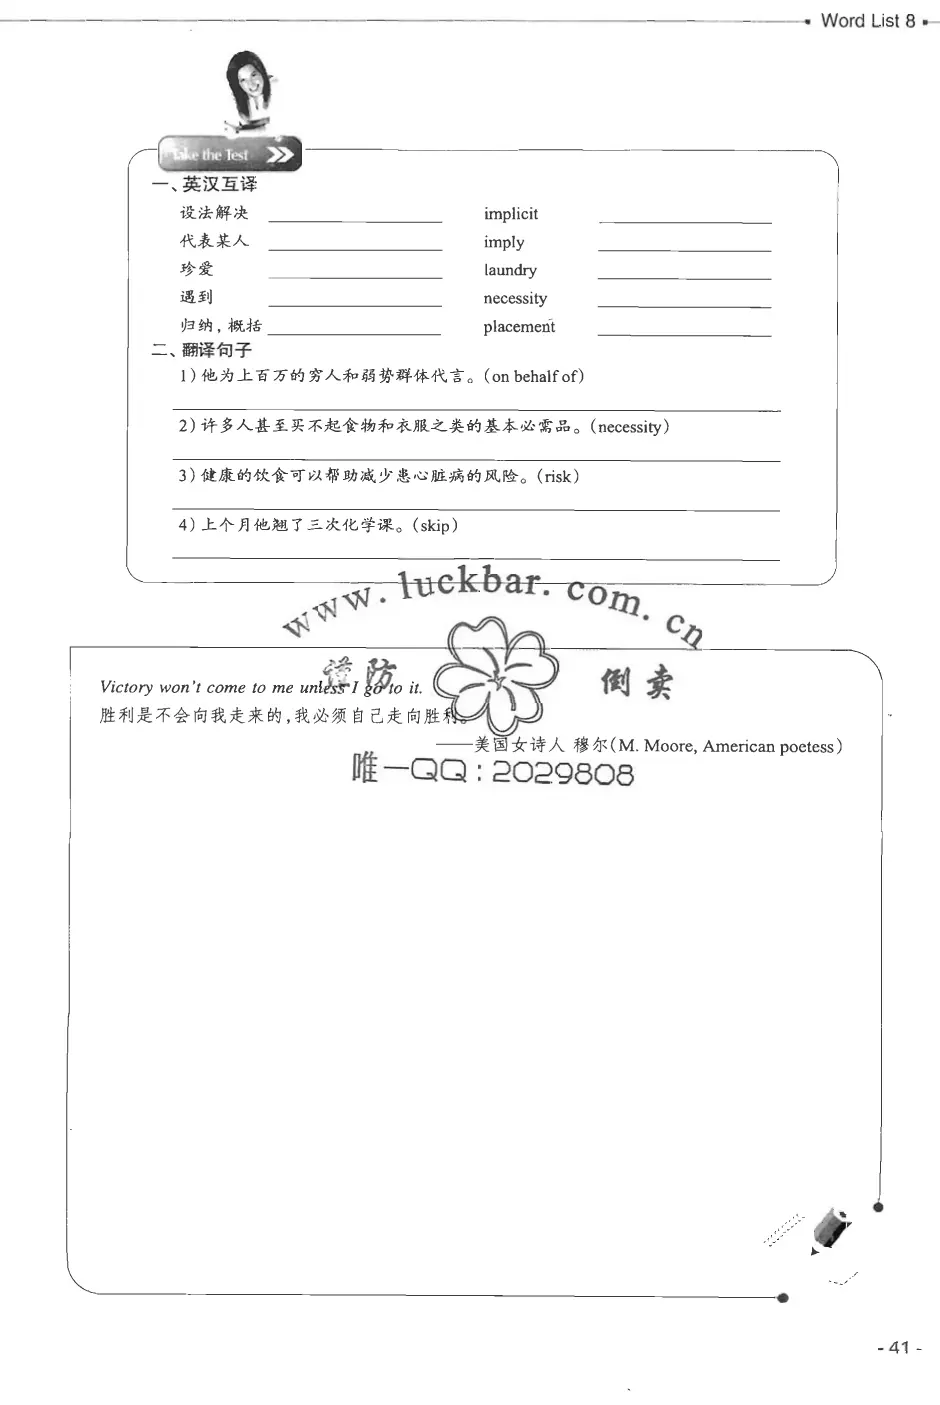 Word List 8
Take the Test
一、英汉互译
设法解决 implicit
代表某人 imply
珍爱 laundry
遇到 necessity
归纳，概括 placement
二、翻译句子
1)他为上百万的穷人和弱势群体代言。(on behalf of)
2)许多人甚至买不起食物和衣服之类的基本必需品。(necessity)
3)健康的饮食可以帮助减少患心脏病的风险。(risk)
4)上个月他翘了三次化学课。(skip)
www.luckbar.com.cn
谨防 倒卖
Victory won't come to me unless I go to it.
胜利是不会向我走来的,我必须自己走向胜利。
——美国女诗人 穆尔(M. Moore, American poetess)
唯一QQ:2029808
- 41 -